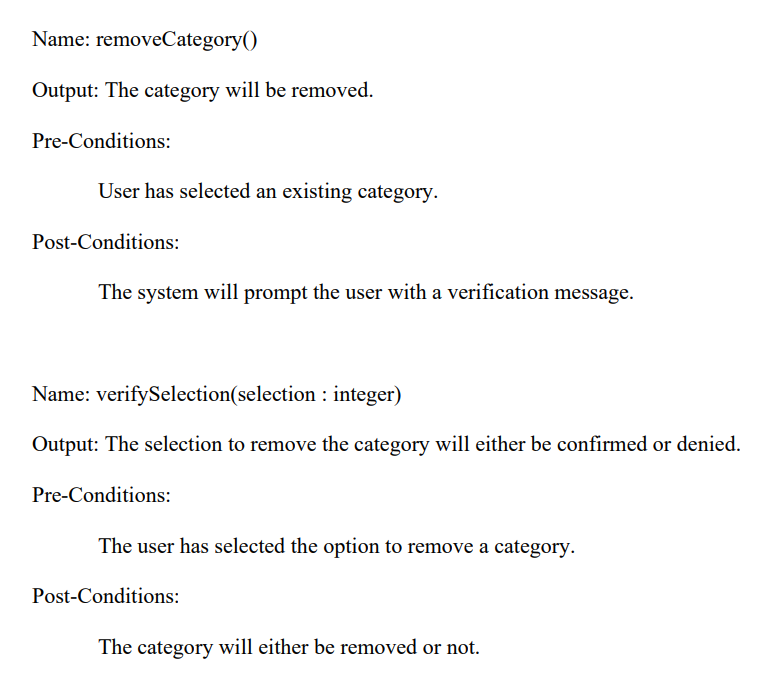 Name: removeCategory()
Output: The category will be removed.
Pre-Conditions:
User has selected an existing category.
Post-Conditions:
The system will prompt the user with a verification message.
Name: verifySelection(selection : integer)
Output: The selection to remove the category will either be confirmed or denied.
Pre-Conditions:
The user has selected the option to remove a category.
Post-Conditions:
The category will either be removed or not.